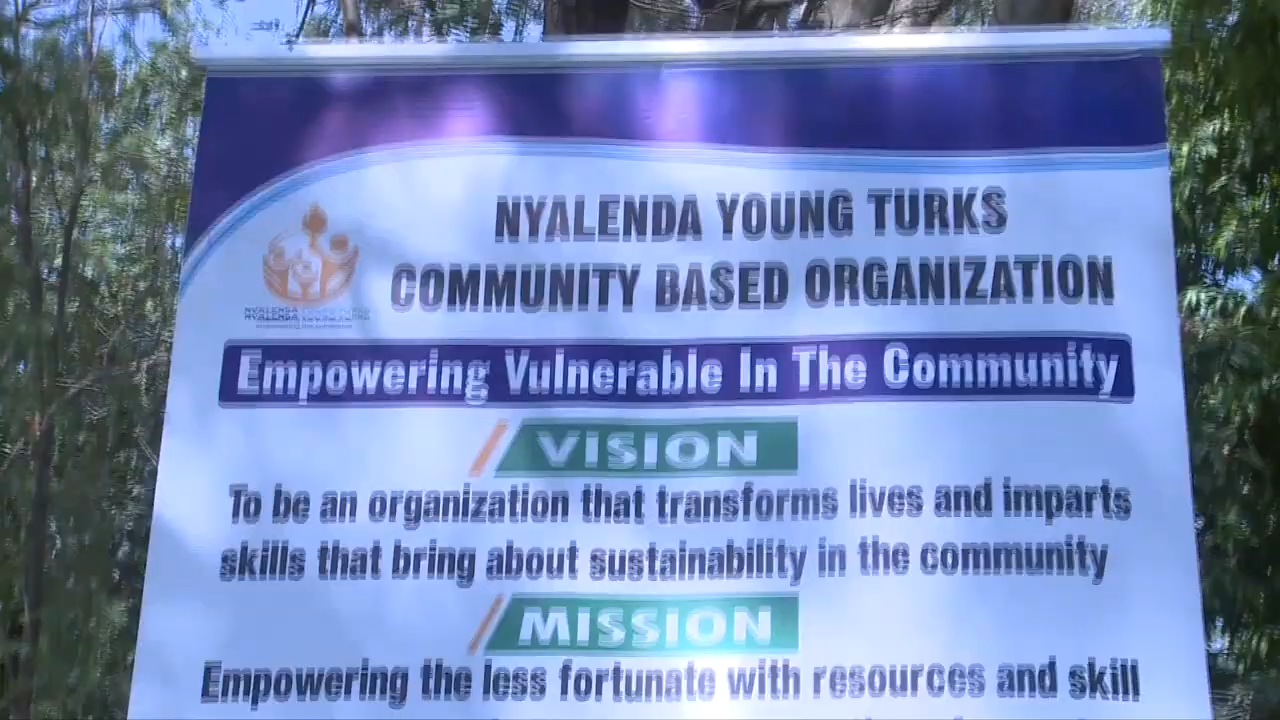 NYALENDA YOUNG TURKS
COMMUNITY BASED ORGANIZATION
Empowering Vulnerable In The Community
VISION
To be an organization that transforms lives and imparts
skills that bring about sustainability in the community
MISSION
Empowering the less fortunate with resources and skill